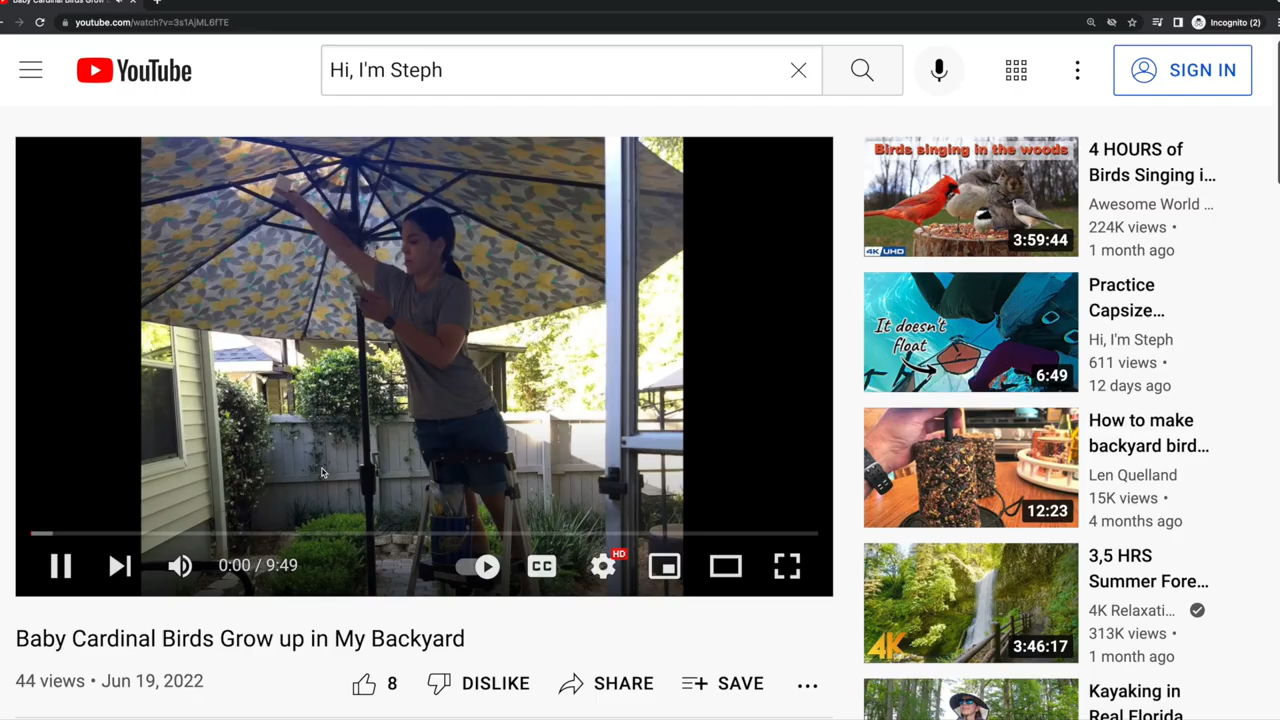 Baby Cardinal Birds Grow
youtube.com/watch?v=3s1AjML6fTE
Incognito (2)
YouTube
Hi, I'm Steph
SIGN IN
0:00 / 9:49
CC
HD
Baby Cardinal Birds Grow up in My Backyard
44 views • Jun 19, 2022
8
DISLIKE
SHARE
SAVE
Birds singing in the woods
4K UHD
3:59:44
4 HOURS of
Birds Singing i...
Awesome World ...
224K views •
1 month ago
It doesn't
float
6:49
Practice
Capsize...
Hi, I'm Steph
611 views •
12 days ago
12:23
How to make
backyard bird...
Len Quelland
15K views •
4 months ago
4K
3:46:17
3,5 HRS
Summer Fore...
4K Relaxati...
313K views •
1 month ago
Kayaking in
Real Florida